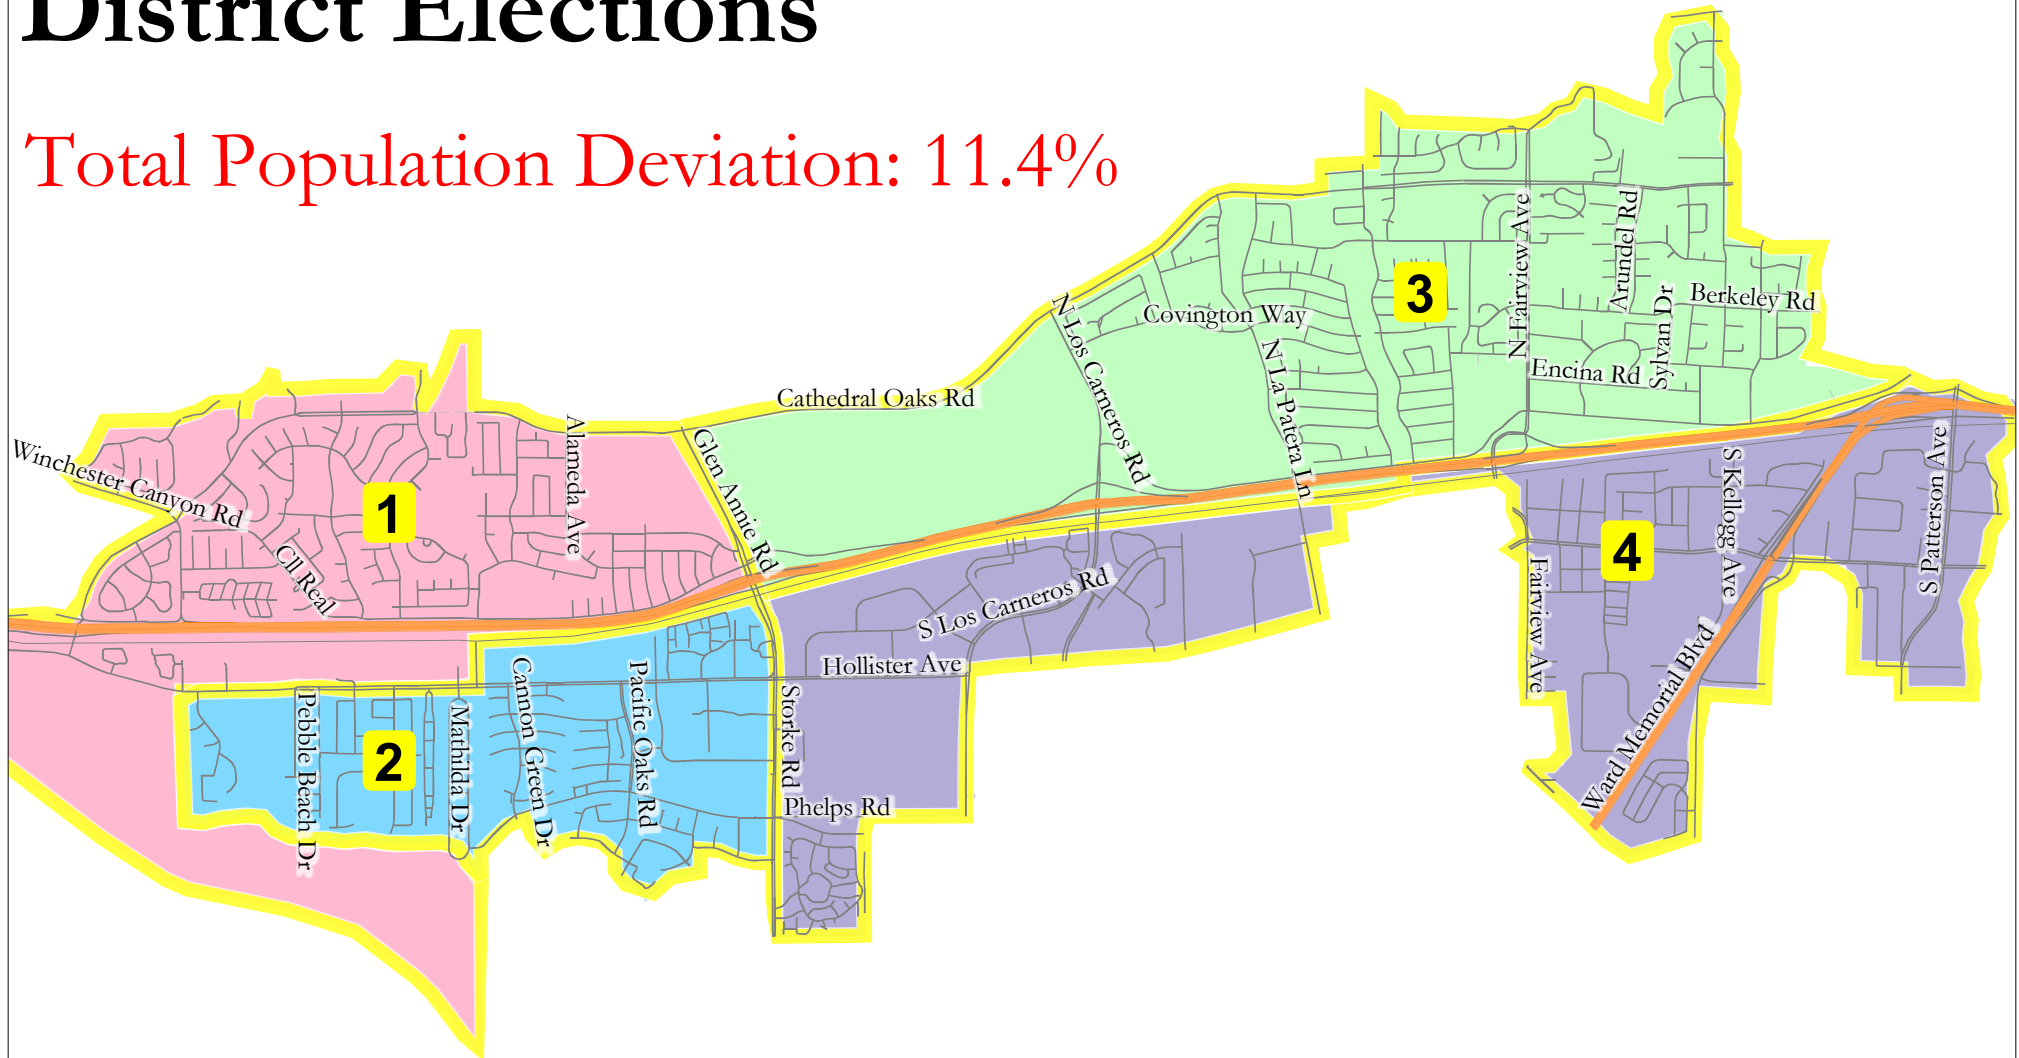 District Elections
Total Population Deviation: 11.4%
N Fairview Ave
Arundel Rd
3
Berkeley Rd
Sylvan Dr
Covington Way
N Los Carneros Rd
N La Patera Ln
Encina Rd
Cathedral Oaks Rd
Winchester Canyon Rd
1
Alameda Ave
Glen Annie Rd
Cll Real
S Kellogg Ave
S Patterson Ave
4
Fairview Ave
S Los Carneros Rd
Hollister Ave
Ward Memorial Blvd
Pebble Beach Dr
2
Mathilda Dr
Cannon Green Dr
Pacific Oaks Rd
Storke Rd
Phelps Rd